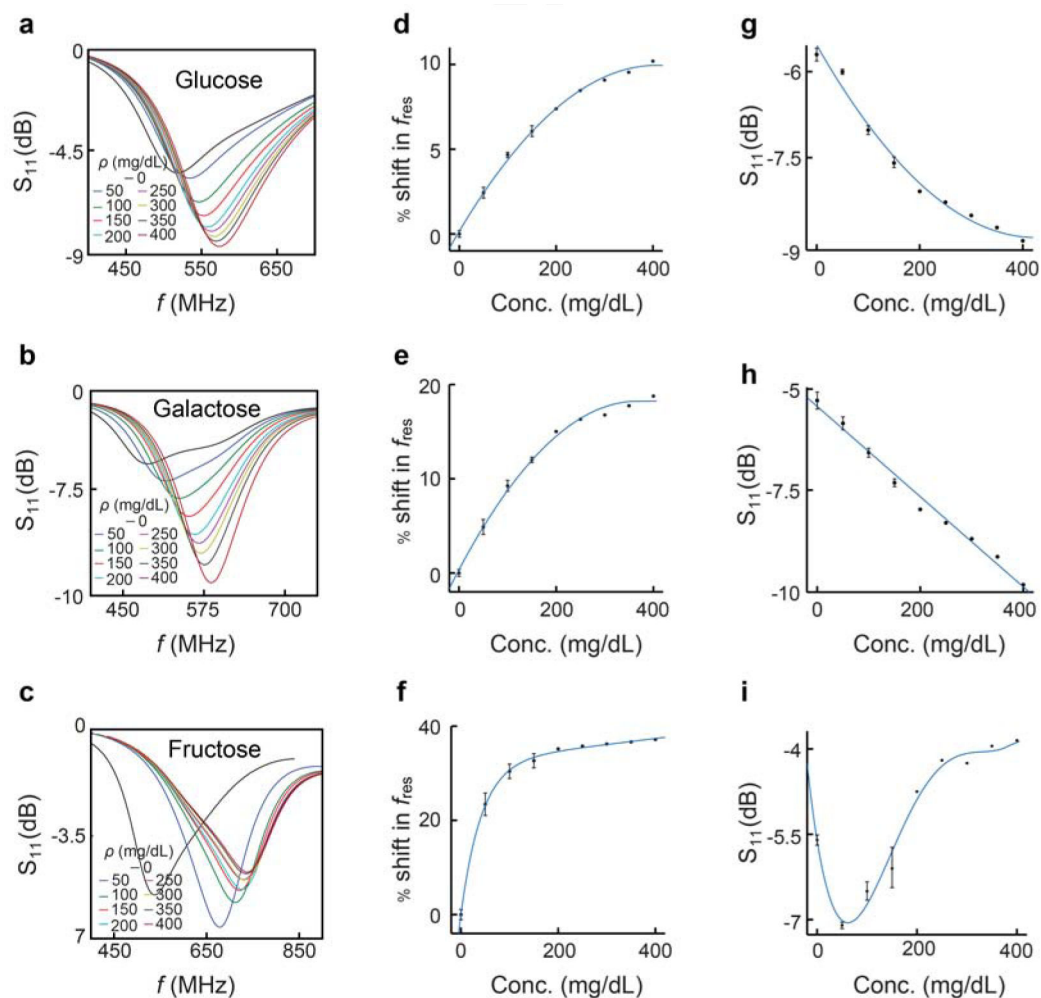 a
0
-4.5
-9
S11(dB)
Glucose
ρ (mg/dL)
0
50 250
100 300
150 350
200 400
450 550 650
f (MHz)
d
10
5
0
% shift in fres
0 200 400
Conc. (mg/dL)
g
-6
-7.5
-9
S11(dB)
0 200 400
Conc. (mg/dL)
b
0
-7.5
-10
S11(dB)
Galactose
ρ (mg/dL)
0
50 250
100 300
150 350
200 400
450 575 700
f (MHz)
e
20
10
0
% shift in fres
0 200 400
Conc. (mg/dL)
h
-5
-7.5
-10
S11(dB)
0 200 400
Conc. (mg/dL)
c
0
-3.5
7
S11(dB)
Fructose
ρ (mg/dL)
0
50 250
100 300
150 350
200 400
450 650 850
f (MHz)
f
40
20
0
% shift in fres
0 200 400
Conc. (mg/dL)
i
-4
-5.5
-7
S11(dB)
0 200 400
Conc. (mg/dL)